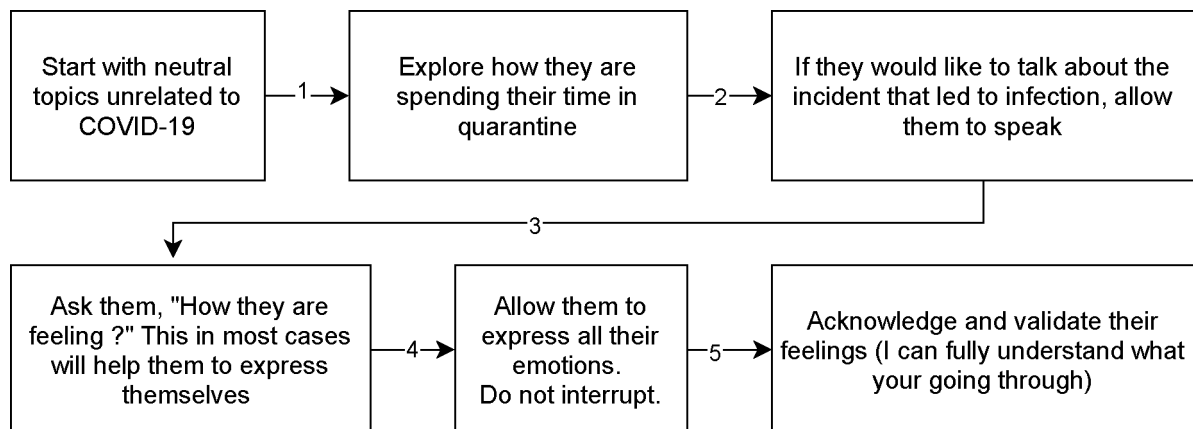 Start with neutral
topics unrelated to
COVID-19
1
Explore how they are
spending their time in
quarantine
2
If they would like to talk about the
incident that led to infection, allow
them to speak
3
Ask them, "How they are
feeling ?" This in most cases
will help them to express
themselves
4
Allow them to
express all their
emotions.
Do not interrupt.
5
Acknowledge and validate their
feelings (I can fully understand what
your going through)